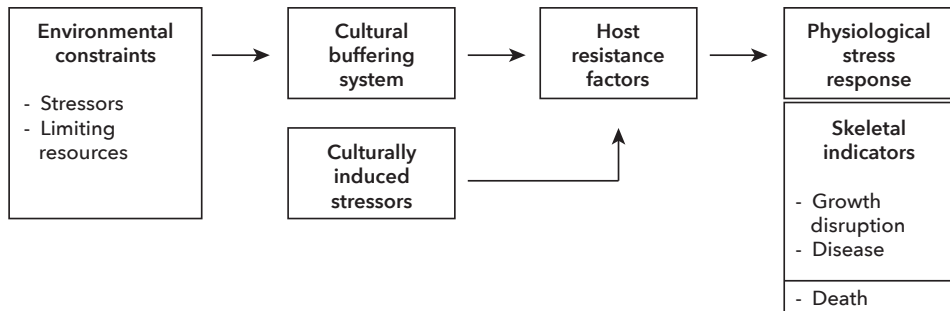 Environmental
constraints
- Stressors
- Limiting
resources
Cultural
buffering
system
Culturally
induced
stressors
Host
resistance
factors
Physiological
stress
response
Skeletal
indicators
- Growth
disruption
- Disease
- Death